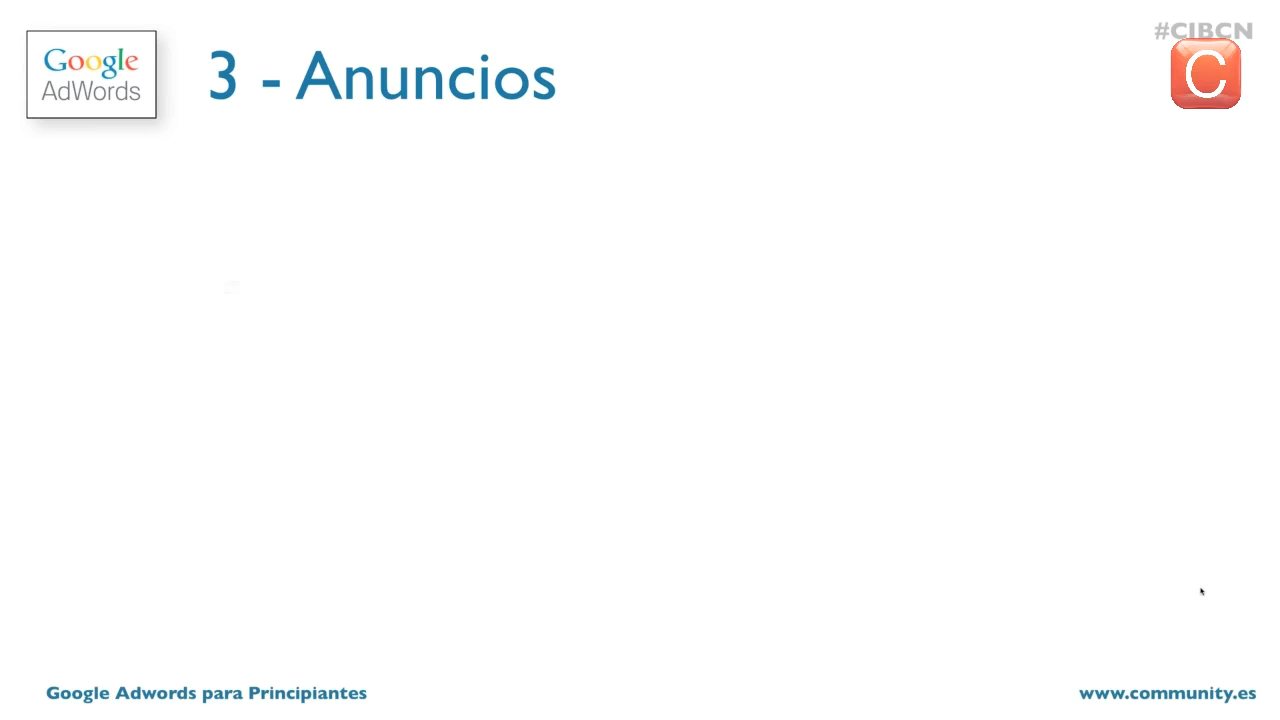 #CIBCN
Google
AdWords
3 - Anuncios
C
Google Adwords para Principiantes
www.community.es